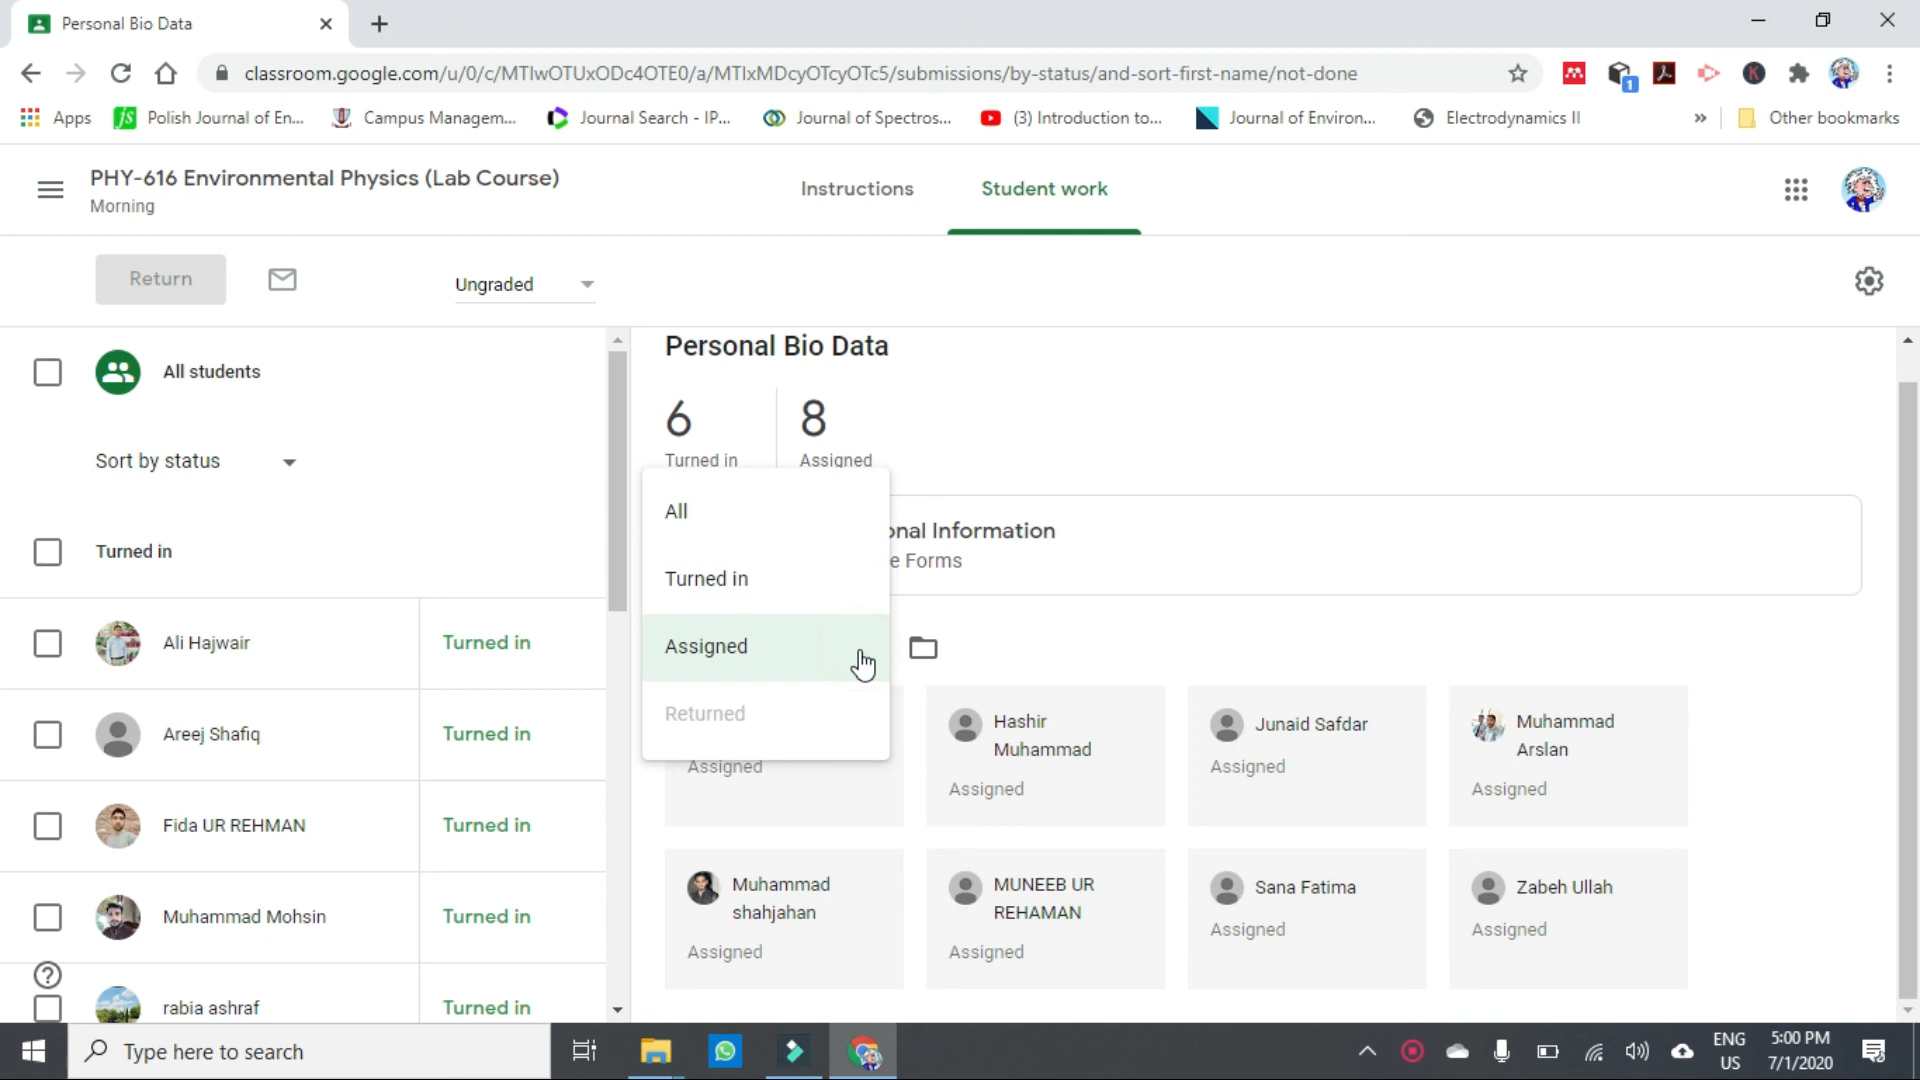 Personal Bio Data
classroom.google.com/u/0/c/MTIwOTUxODc4OTE0/a/MTIxMDcyOTcyOTc5/submissions/by-status/and-sort-first-name/not-done
1
K
Apps
js
Polish Journal of En...
Campus Managem...
Journal Search - IP...
Journal of Spectros...
(3) Introduction to...
Journal of Environ...
Electrodynamics II
»
Other bookmarks
PHY-616 Environmental Physics (Lab Course)
Morning
Instructions
Student work
Return
Ungraded
All students
Sort by status
Turned in
Ali Hajwair
Turned in
Areej Shafiq
Turned in
Fida UR REHMAN
Turned in
Muhammad Mohsin
Turned in
rabia ashraf
Turned in
Personal Bio Data
6
Turned in
8
Assigned
All
Turned in
Assigned
Returned
onal Information
e Forms
Assigned
Hashir
Muhammad
Assigned
Junaid Safdar
Assigned
Muhammad
Arslan
Assigned
Muhammad
shahjahan
Assigned
MUNEEB UR
REHAMAN
Assigned
Sana Fatima
Assigned
Zabeh Ullah
Assigned
Type here to search
ENG
US
5:00 PM
7/1/2020